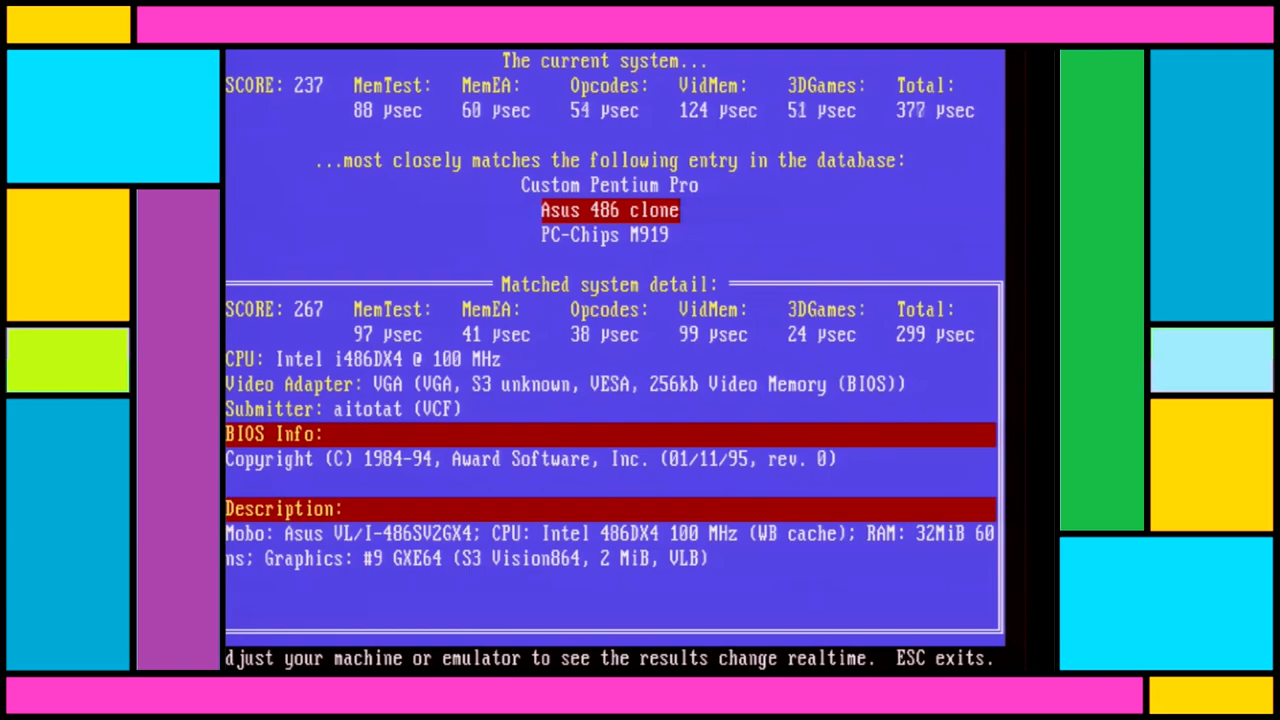 The current system...
SCORE: 237 MemTest: MemEA: Opcodes: VidMem: 3DGames: Total:
88 µsec 60 µsec 54 µsec 124 µsec 51 µsec 377 µsec
...most closely matches the following entry in the database:
Custom Pentium Pro
Asus 486 clone
PC-Chips M919
Matched system detail:
SCORE: 267 MemTest: MemEA: Opcodes: VidMem: 3DGames: Total:
97 µsec 41 µsec 38 µsec 99 µsec 24 µsec 299 µsec
CPU: Intel i486DX4 @ 100 MHz
Video Adapter: VGA (VGA, S3 unknown, VESA, 256kb Video Memory (BIOS))
Submitter: aitotat (VCF)
BIOS Info:
Copyright (C) 1984-94, Award Software, Inc. (01/11/95, rev. 0)
Description:
Mobo: Asus VL/I-486SV2GX4; CPU: Intel 486DX4 100 MHz (WB cache); RAM: 32MiB 60
ns; Graphics: #9 GXE64 (S3 Vision864, 2 MiB, VLB)
djust your machine or emulator to see the results change realtime. ESC exits.